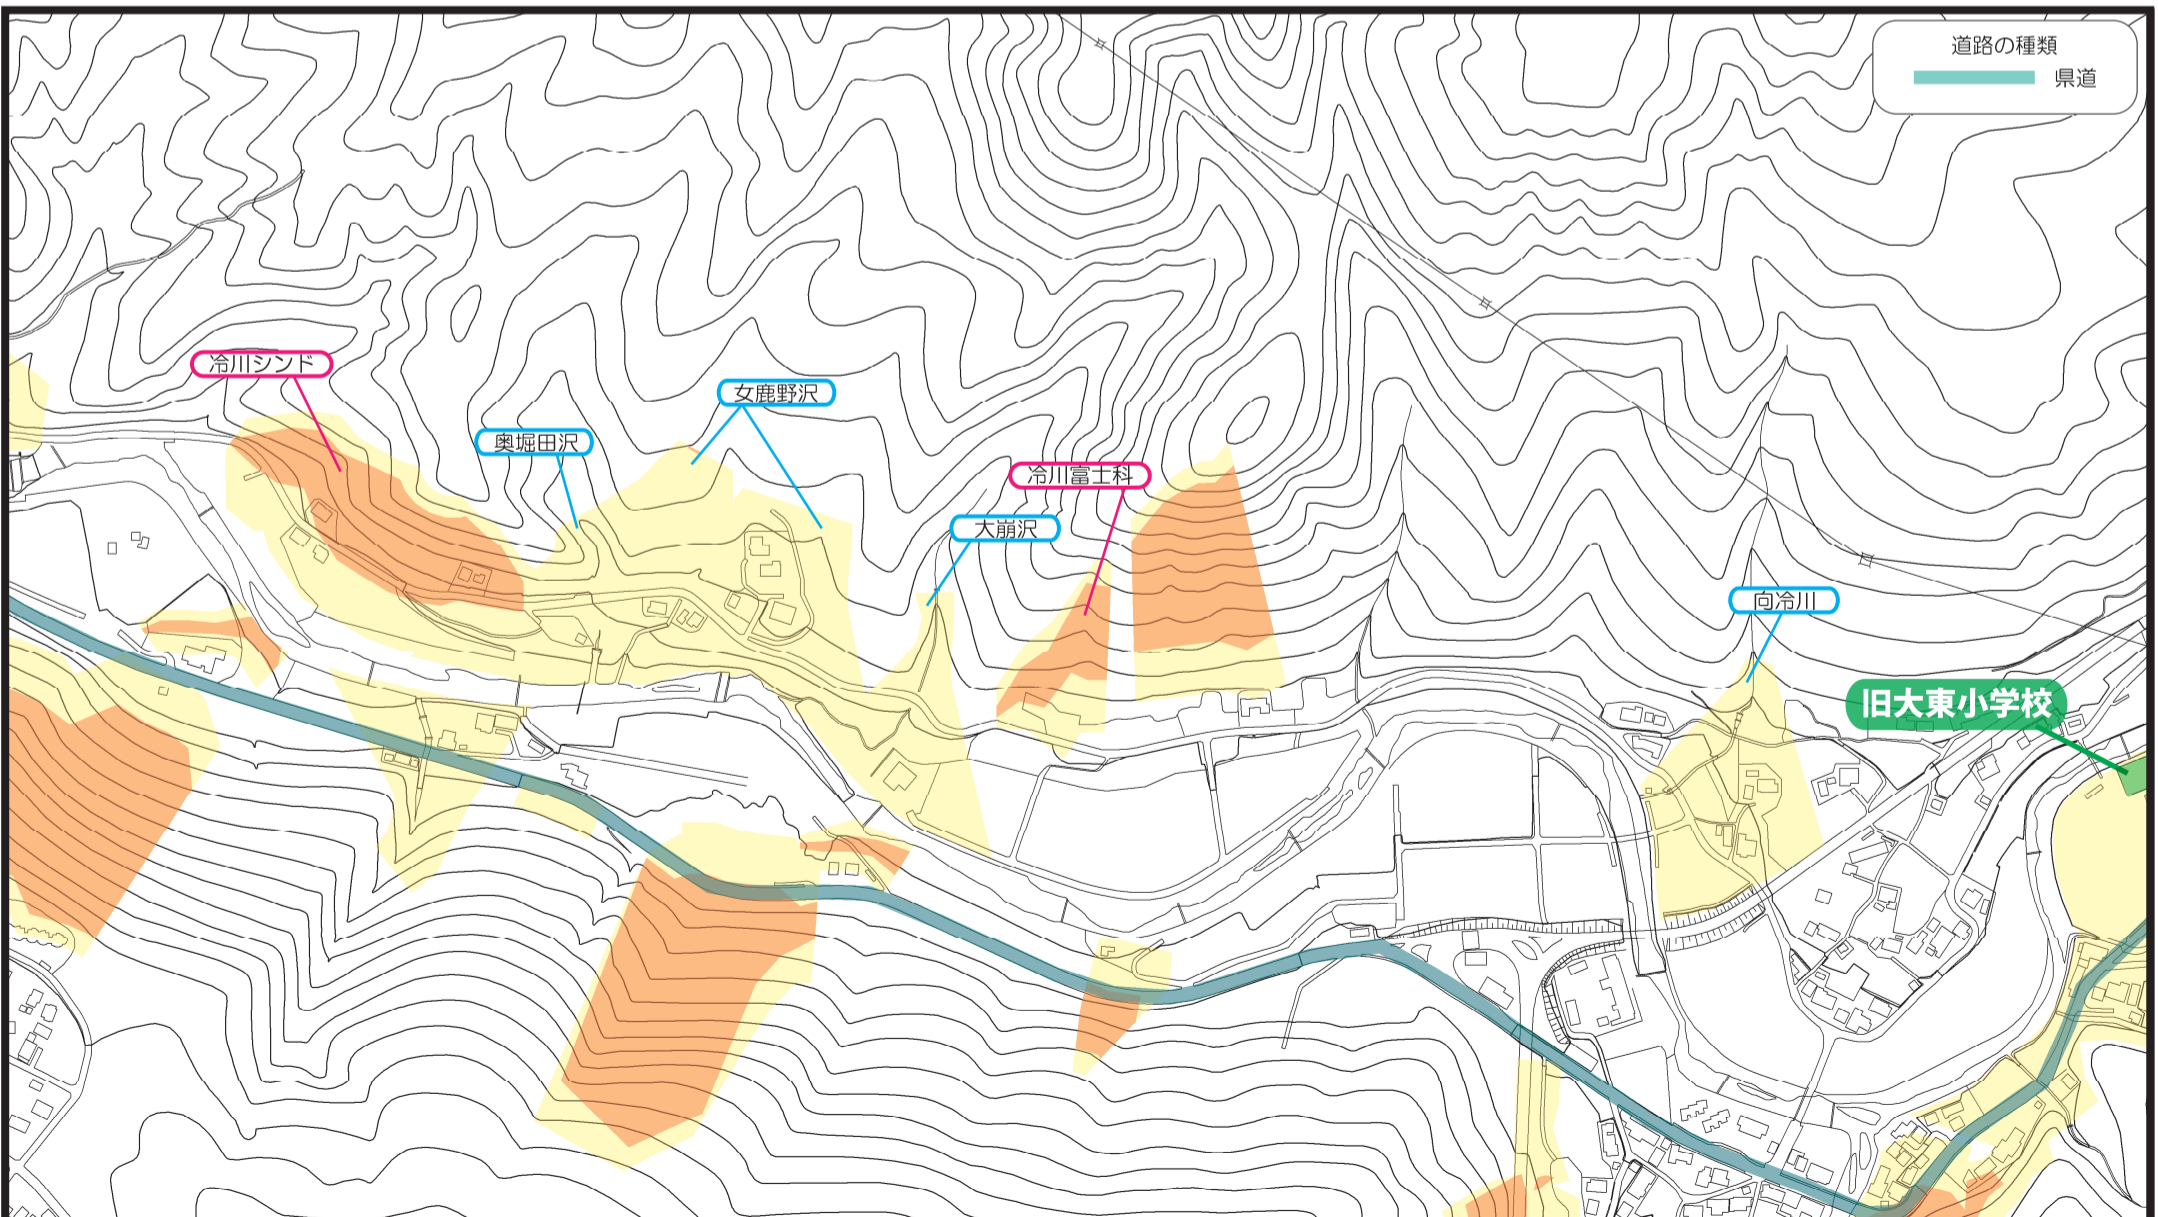 道路の種類
県道
冷川シンド
女鹿野沢
奥堀田沢
冷川富士科
大崩沢
向冷川
旧大東小学校